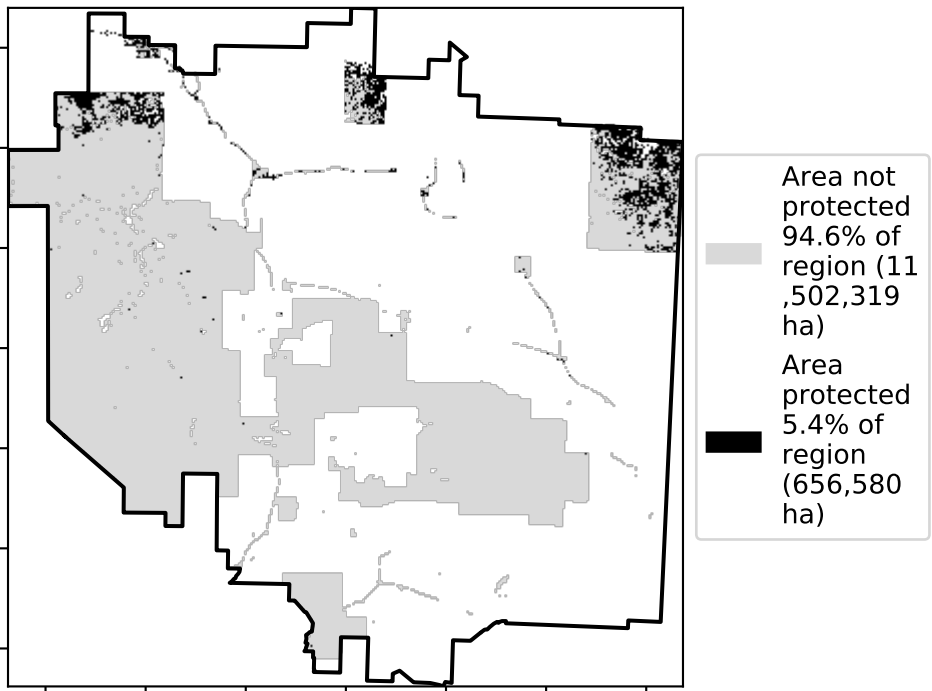 Area not
protected
94.6% of
region (11
,502,319
ha)
Area
protected
5.4% of
region
(656,580
ha)